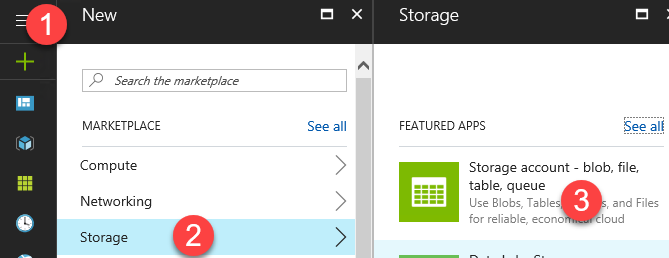 1
New
Storage
Search the marketplace
MARKETPLACE
See all
FEATURED APPS
See all
Compute
Networking
Storage
2
Storage account - blob, file,
table, queue
Use Blobs, Tables, and Files
for reliable, economical cloud
3